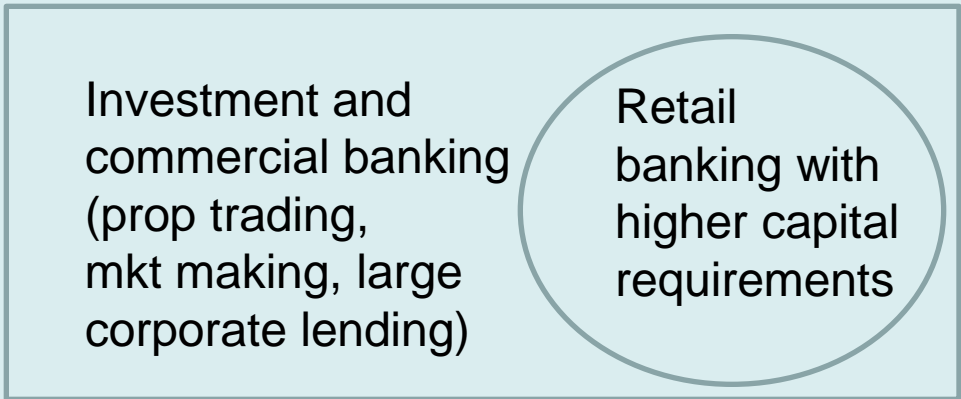 Investment and
commercial banking
(prop trading,
mkt making, large
corporate lending)
Retail
banking with
higher capital
requirements